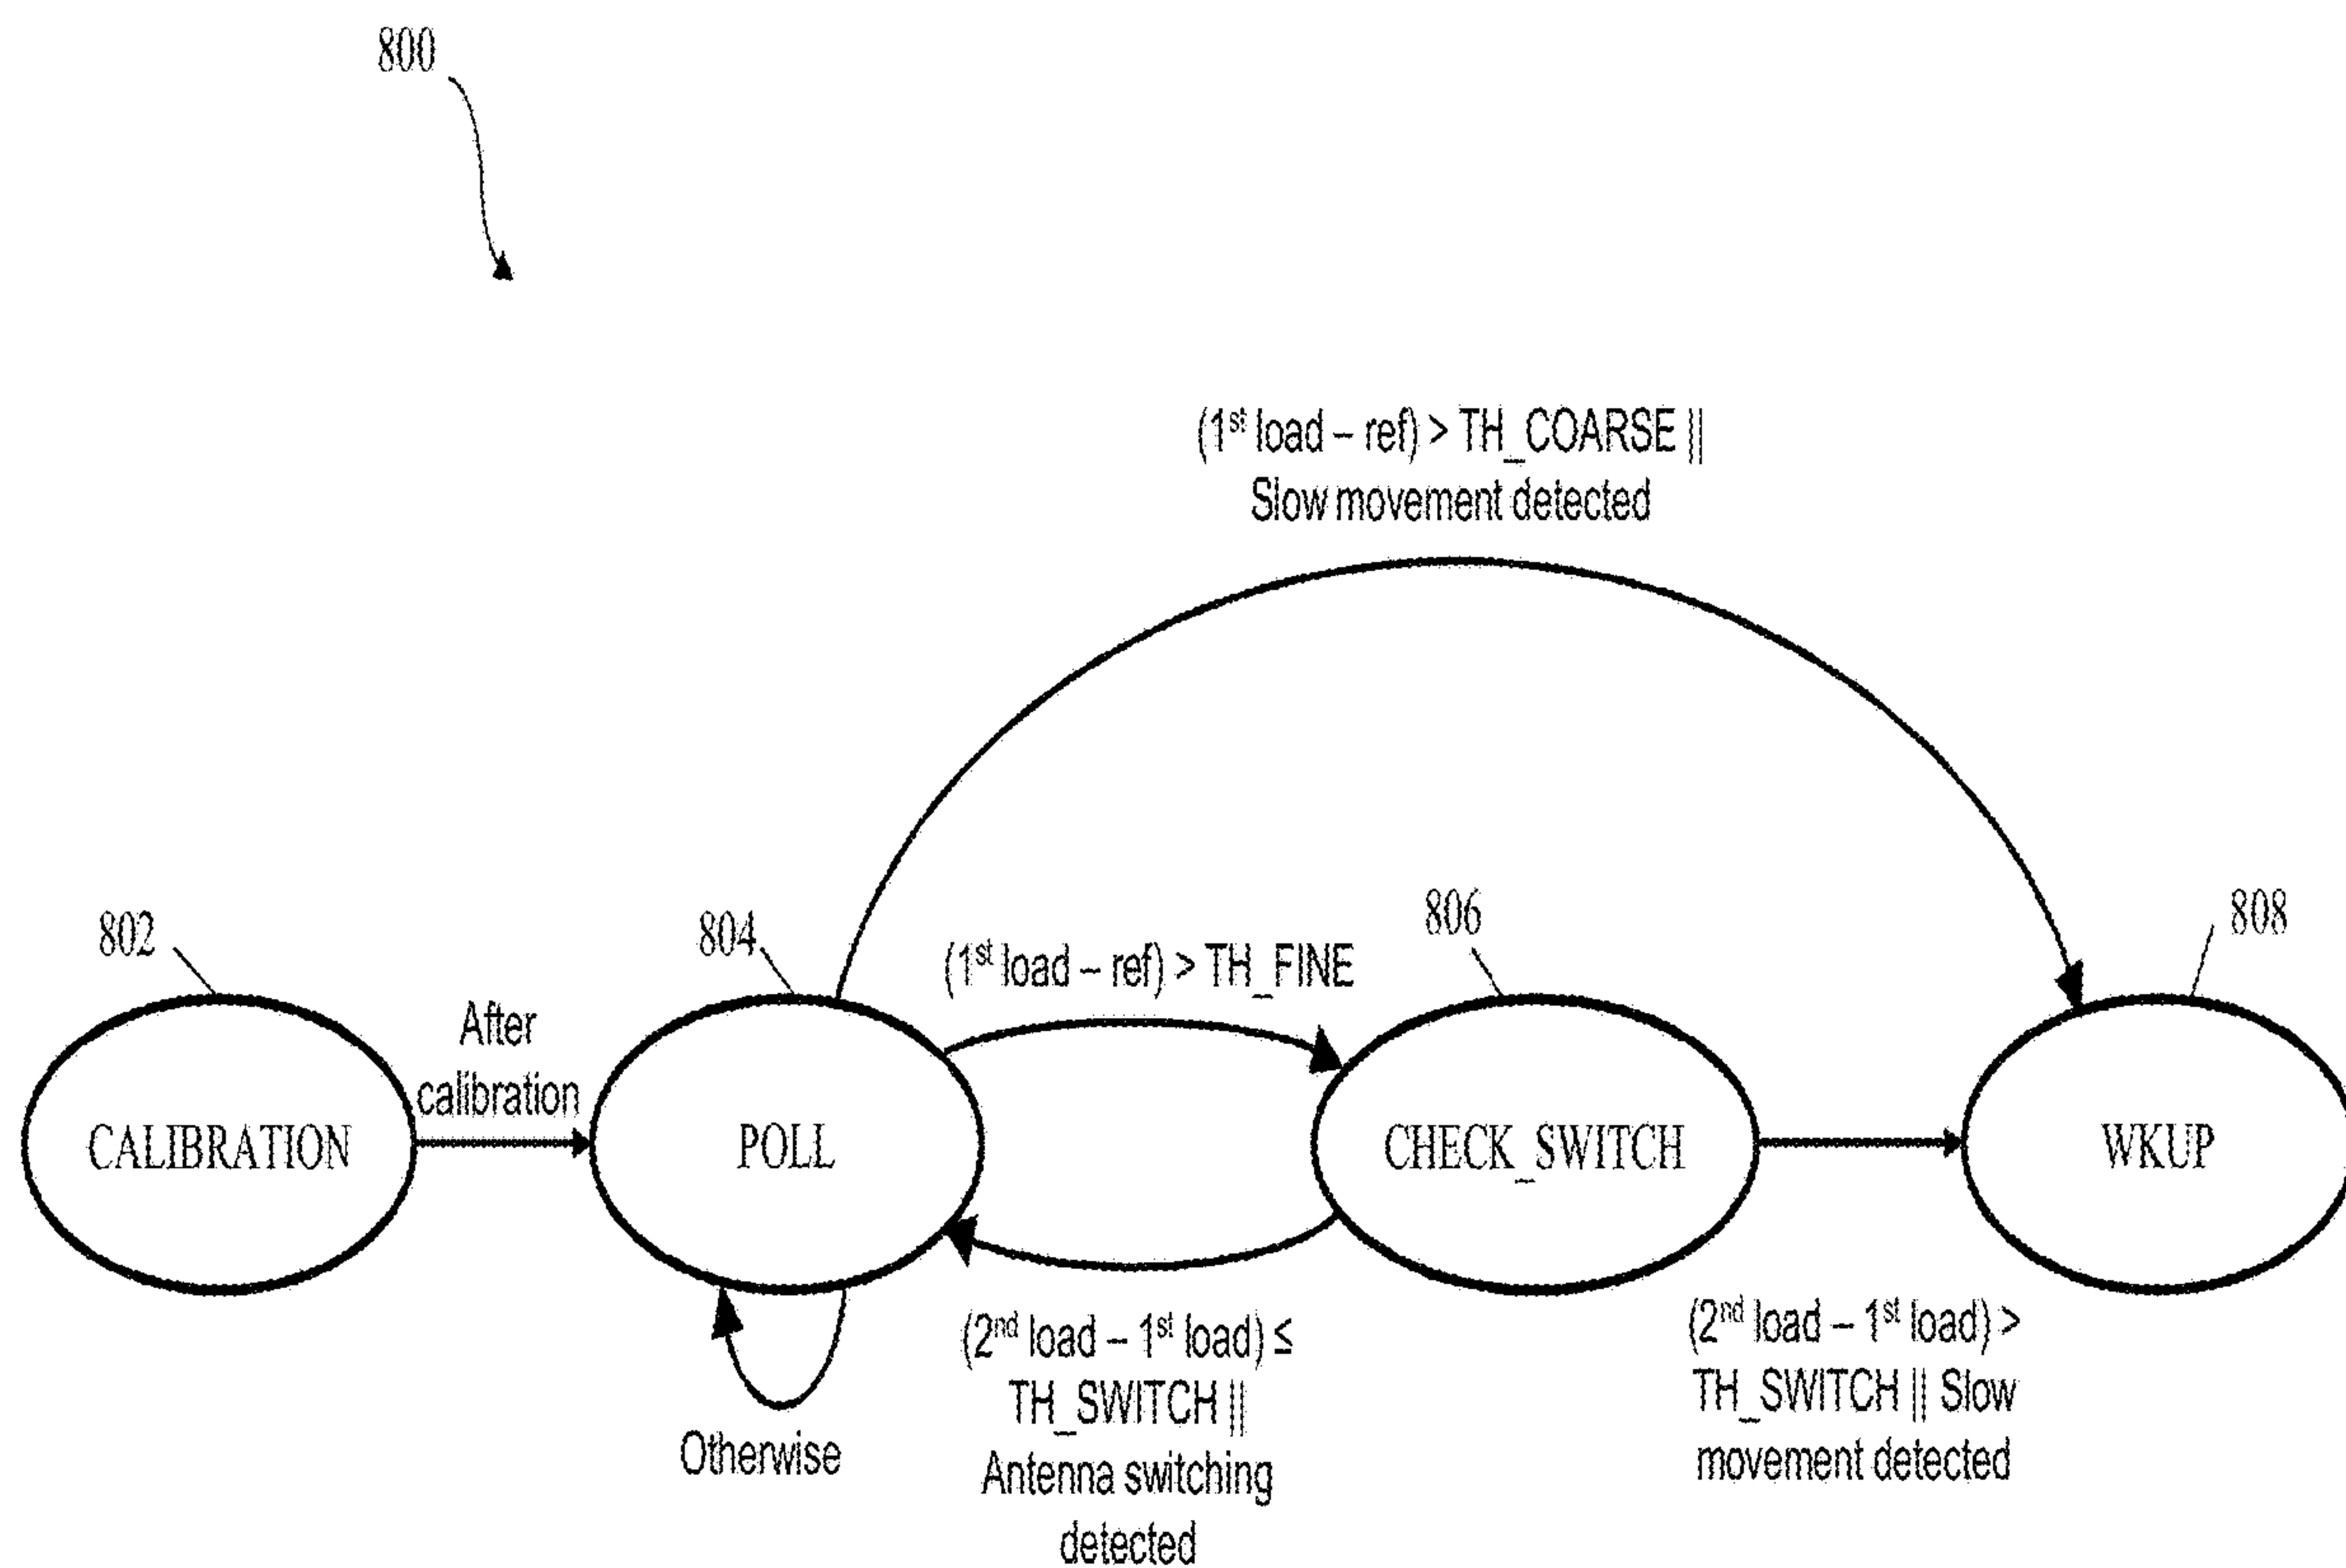 800
(1st load – ref) > TH_COARSE ||
Slow movement detected
802
804
806
808
(1st load – ref) > TH_FINE
After
calibration
CALIBRATION
POLL
CHECK_SWITCH
WKUP
Otherwise
(2nd load – 1st load) ≤
TH_SWITCH ||
Antenna switching
detected
(2nd load – 1st load) >
TH_SWITCH || Slow
movement detected